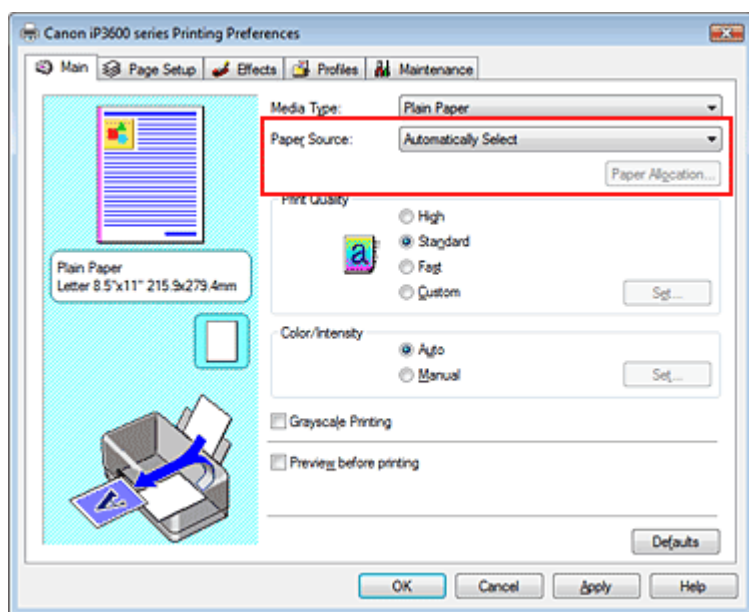 Canon iP3600 series Printing Preferences
Main Page Setup Effects Profiles Maintenance
Media Type: Plain Paper
Paper Source: Automatically Select
Paper Allocation...
Print Quality
High
a Standard
Fast
Custom Set...
Plain Paper
Letter 8.5"x11" 215.9x279.4mm
Color/Intensity
Auto
Manual Set...
Grayscale Printing
Preview before printing
A
Defaults
OK Cancel Apply Help